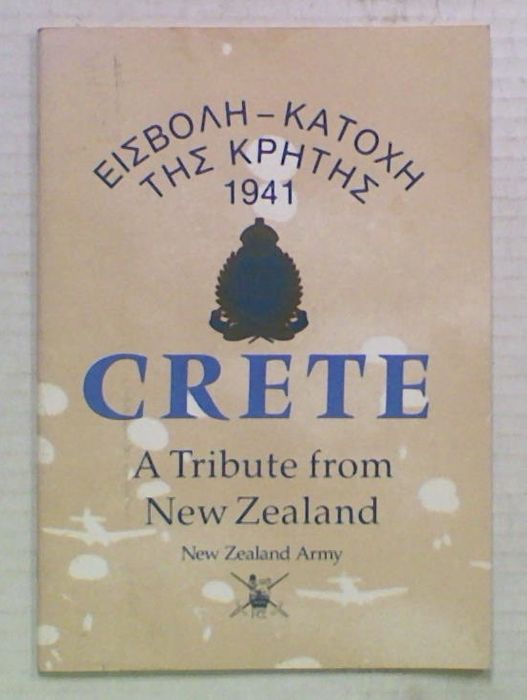 ΕΙΣΒΟΛΗ – ΚΑΤΟΧΗ
ΤΗΣ ΚΡΗΤΗΣ
1941
CRETE
A Tribute from
New Zealand
New Zealand Army